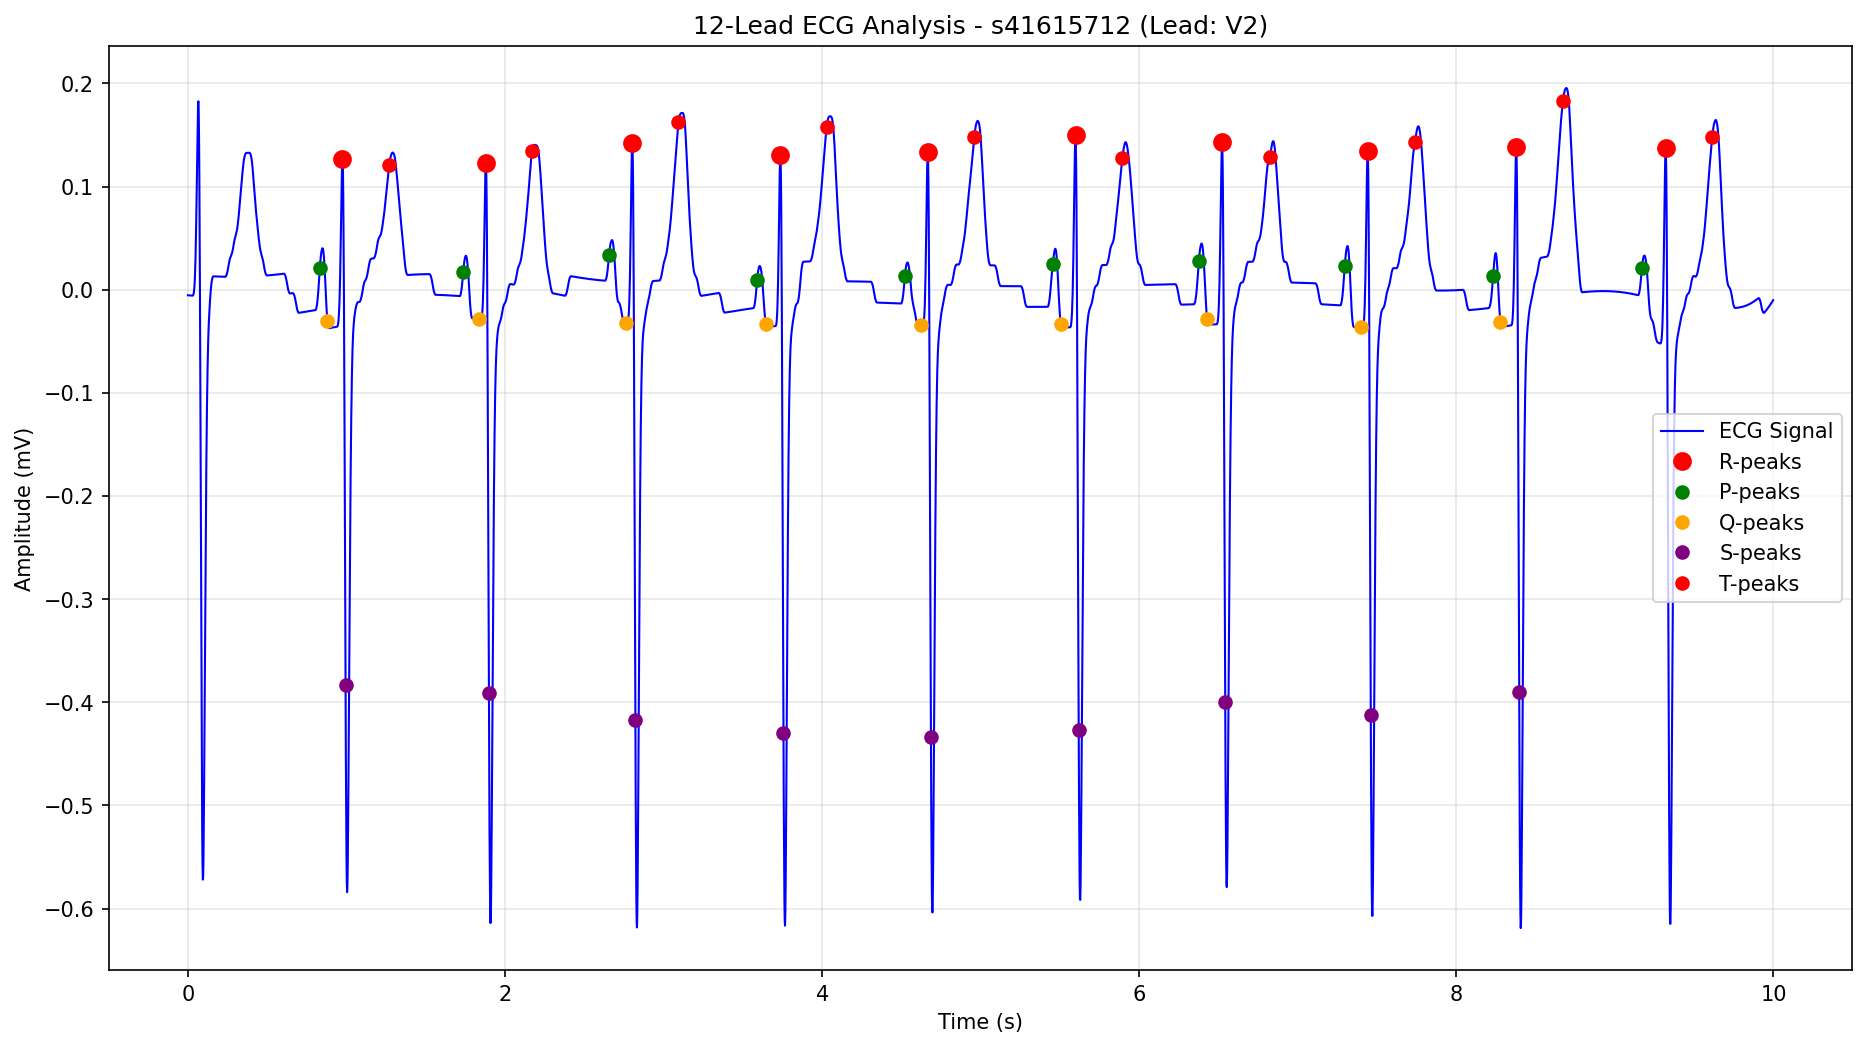 12-Lead ECG Analysis - s41615712 (Lead: V2)
0.2
0.1
0.0
−0.1
−0.2
−0.3
−0.4
−0.5
−0.6
Amplitude (mV)
ECG Signal
R-peaks
P-peaks
Q-peaks
S-peaks
T-peaks
0 2 4 6 8 10
Time (s)